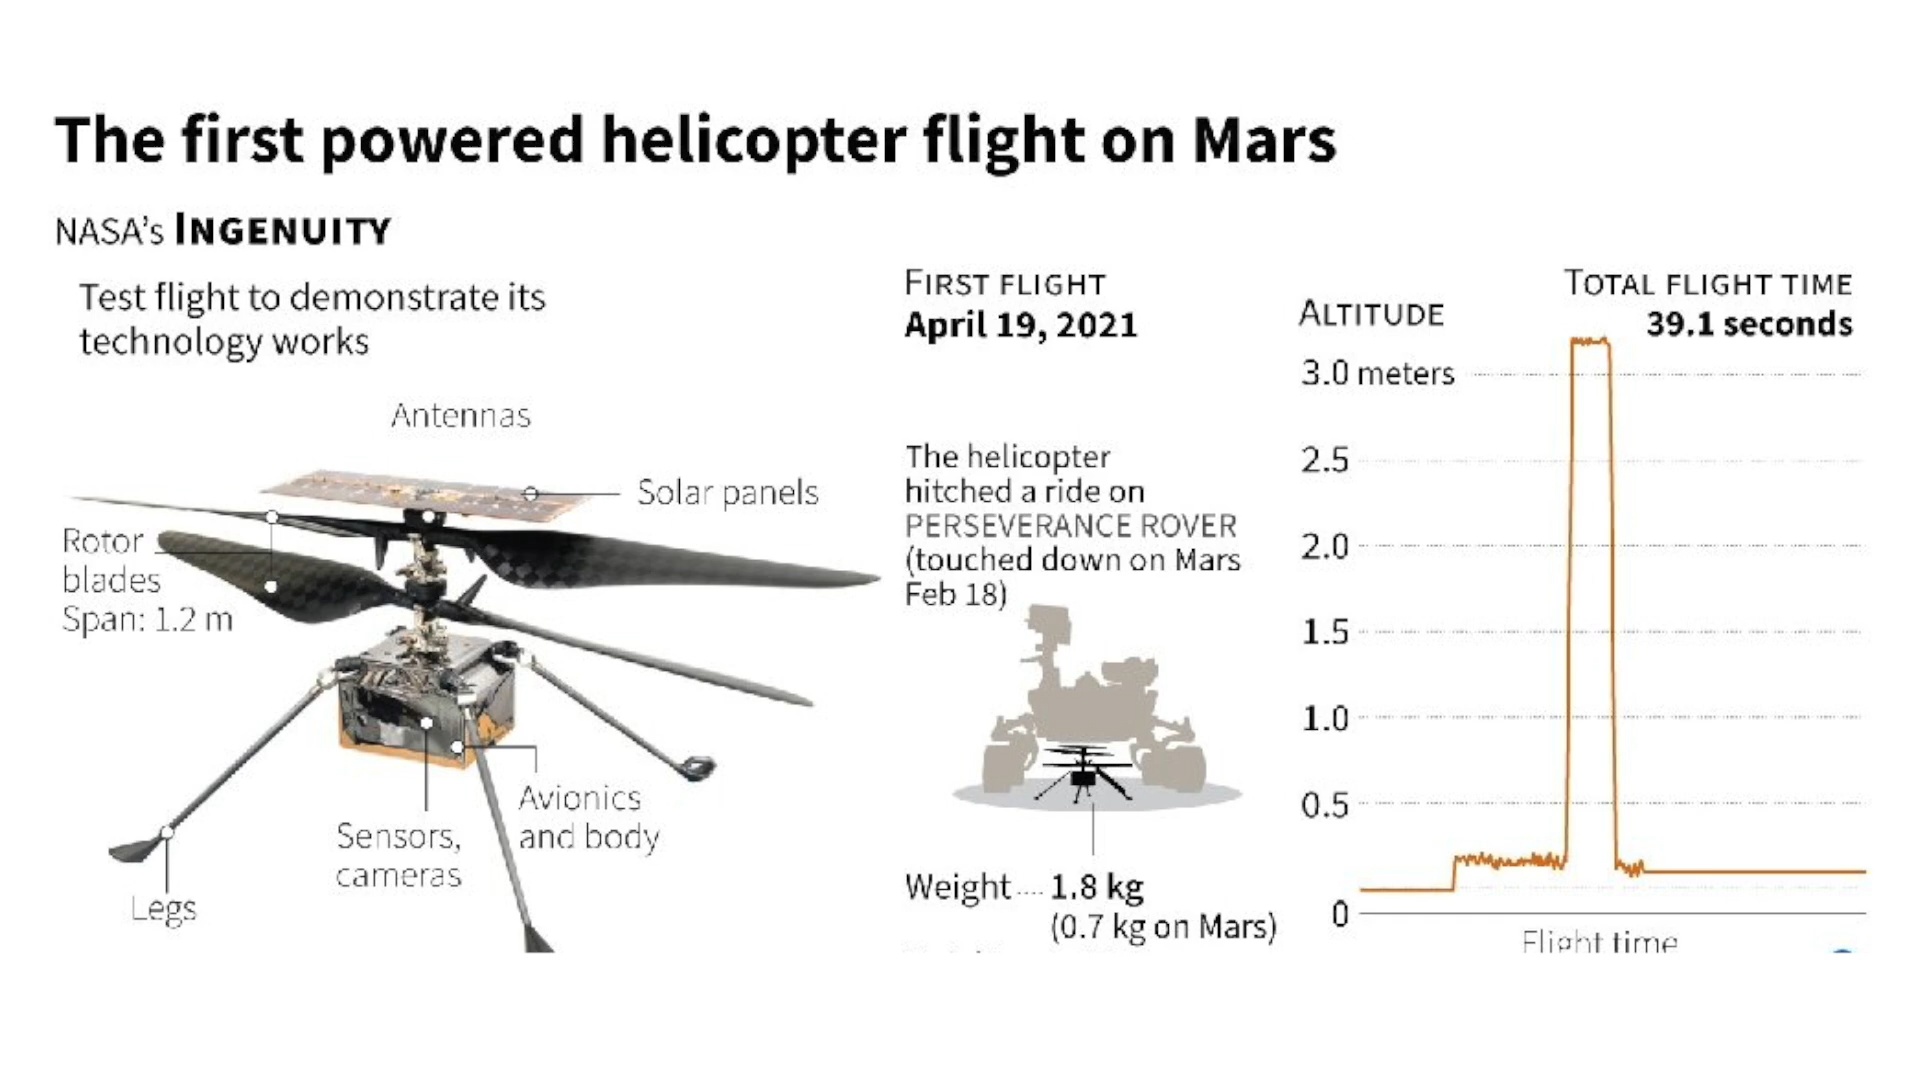 The first powered helicopter flight on Mars
NASA's INGENUITY
Test flight to demonstrate its
technology works
Antennas
Solar panels
Rotor
blades
Span: 1.2 m
Avionics
and body
Sensors,
cameras
Legs
FIRST FLIGHT
April 19, 2021
The helicopter
hitched a ride on
PERSEVERANCE ROVER
(touched down on Mars
Feb 18)
Weight .... 1.8 kg
(0.7 kg on Mars)
TOTAL FLIGHT TIME
39.1 seconds
ALTITUDE
3.0 meters
2.5
2.0
1.5
1.0
0.5
0
Flight time